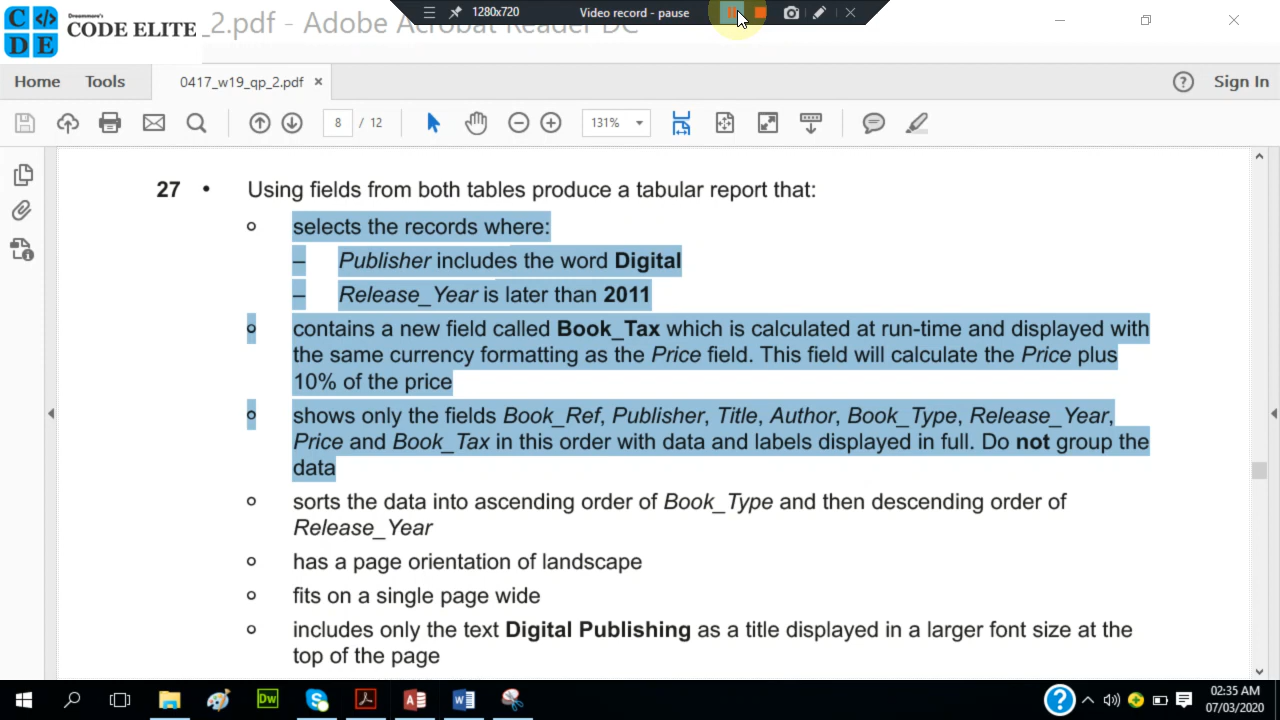 1280x720 Video record - pause
Dreammore's
CODE ELITE
C </>
D E
_2.pdf - Adobe Acrobat Reader DC
Home Tools 0417_w19_qp_2.pdf × ? Sign In
8 / 12 131%
27 • Using fields from both tables produce a tabular report that:
selects the records where:
– Publisher includes the word Digital
– Release_Year is later than 2011
contains a new field called Book_Tax which is calculated at run-time and displayed with
the same currency formatting as the Price field. This field will calculate the Price plus
10% of the price
shows only the fields Book_Ref, Publisher, Title, Author, Book_Type, Release_Year,
Price and Book_Tax in this order with data and labels displayed in full. Do not group the
data
sorts the data into ascending order of Book_Type and then descending order of
Release_Year
has a page orientation of landscape
fits on a single page wide
includes only the text Digital Publishing as a title displayed in a larger font size at the
top of the page
Dw
02:35 AM
07/03/2020